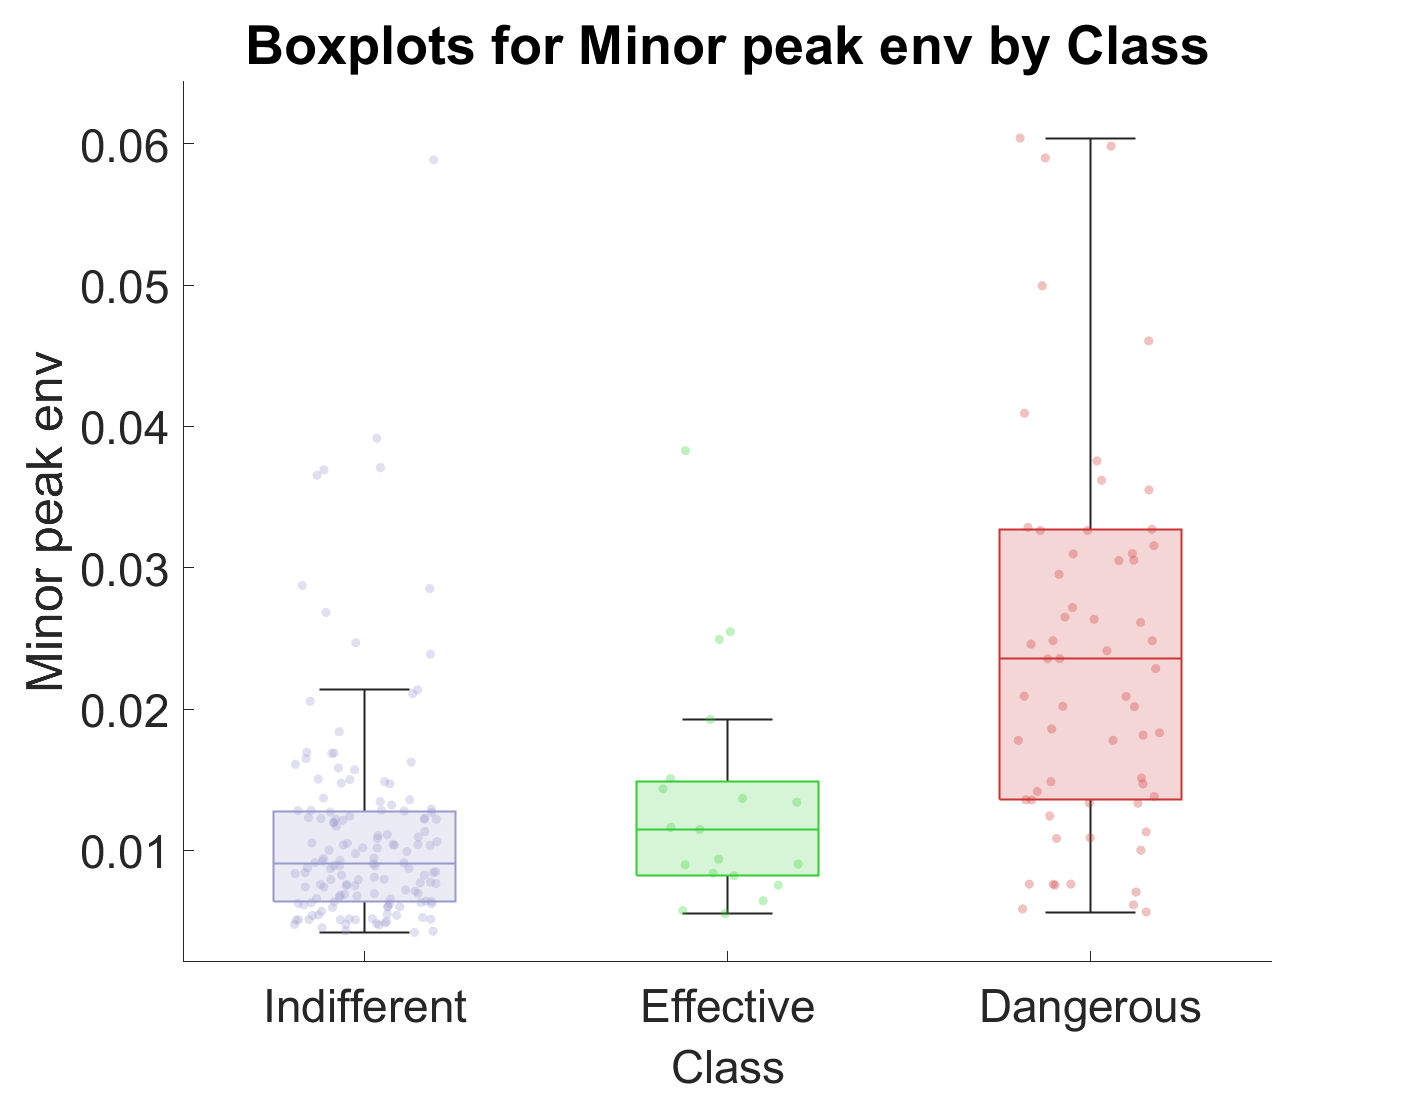 Boxplots for Minor peak env by Class
Minor peak env
0.06
0.05
0.04
0.03
0.02
0.01
Indifferent
Effective
Dangerous
Class